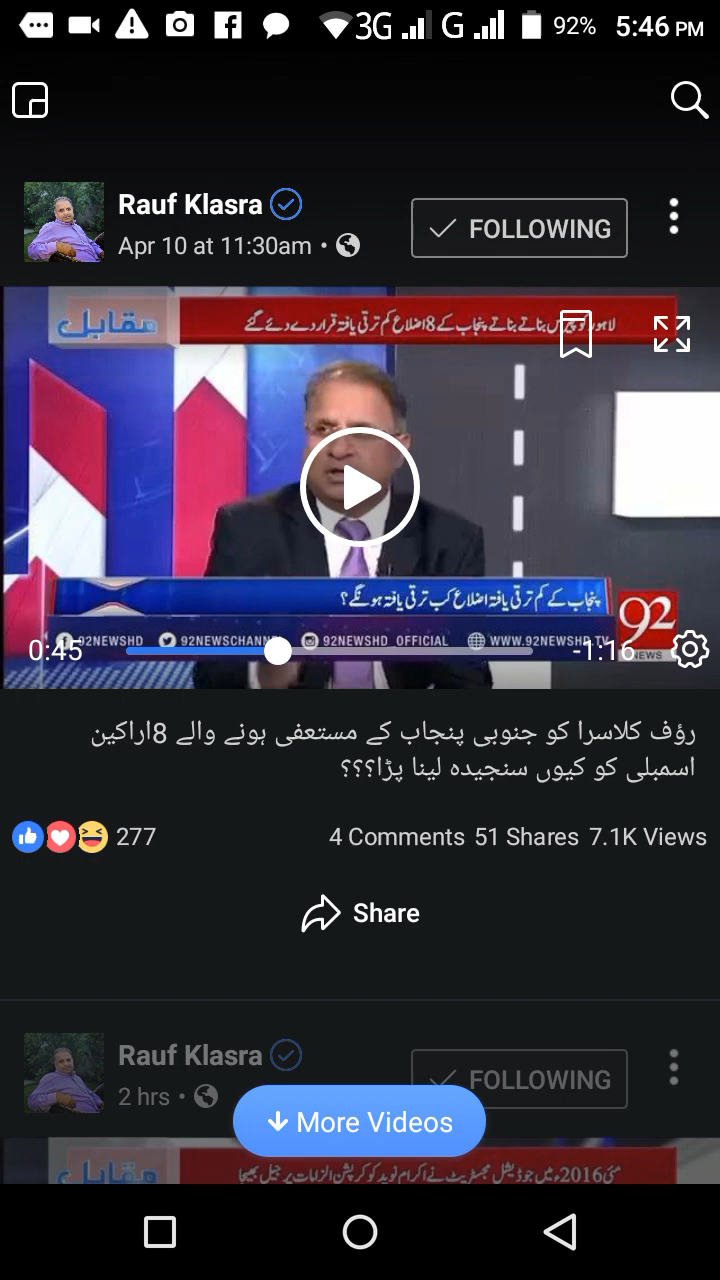 3G G 92% 5:46 PM
Rauf Klasra
Apr 10 at 11:30am •
FOLLOWING
مقابل
لاہور کو پیرس بناتے بناتے پنجاب کے 8 اضلاع کم ترقی یافتہ قرار دے دئے گئے
پنجاب کے کم ترقی یافتہ اضلاع کب ترقی یافتہ ہونگے؟
92NEWSHD 92NEWSCHANN 92NEWSHD_OFFICIAL WWW.92NEWSHD.TV
92
NEWS
0:45 -1:16
رؤف کلاسرا کو جنوبی پنجاب کے مستعفی ہونے والے 8اراکین
اسمبلی کو کیوں سنجیدہ لینا پڑا؟؟؟
277 4 Comments 51 Shares 7.1K Views
Share
Rauf Klasra
2 hrs •
FOLLOWING
More Videos
مقابل
مئی 2016ء میں جوڈیشل مجسٹریٹ نے اکرام نوید کو کرپشن الزامات پر جیل بھیجا